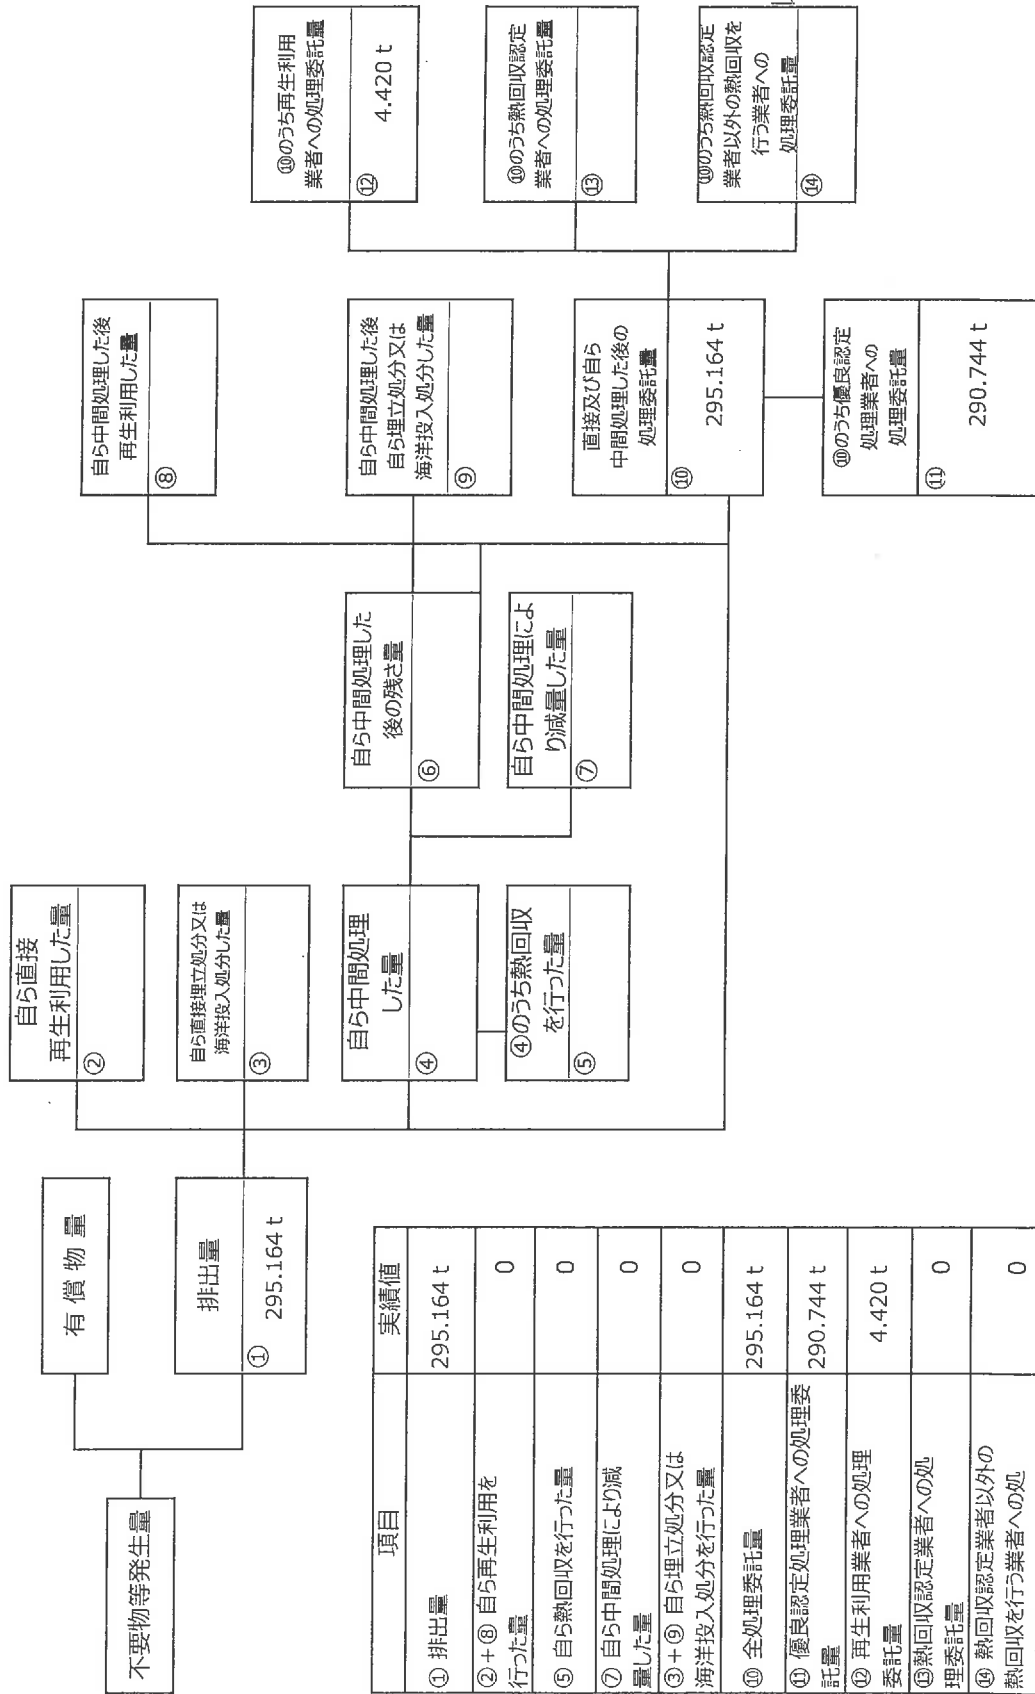 不要物等発生量
有償物量
排出量
① 295.164 t
自ら直接
再生利用した量
②
自ら直接埋立処分又は
海洋投入処分した量
③
自ら中間処理
した量
④
④のうち熱回収
を行った量
⑤
自ら中間処理した
後の残さ量
⑥
自ら中間処理によ
り減量した量
⑦
自ら中間処理した後
再生利用した量
⑧
自ら中間処理した後
自ら埋立処分又は
海洋投入処分した量
⑨
直接及び自ら
中間処理した後の
処理委託量
⑩ 295.164 t
⑩のうち優良認定
処理業者への
処理委託量
⑪ 290.744 t
⑩のうち再生利用
業者への処理委託量
⑫ 4.420 t
⑩のうち熱回収認定
業者への処理委託量
⑬
⑩のうち熱回収認定
業者以外の熱回収を
行う業者への
処理委託量
⑭
項目 実績値
① 排出量 295.164 t
②+⑧ 自ら再生利用を
行った量 0
⑤ 自ら熱回収を行った量 0
⑦ 自ら中間処理により減
量した量 0
③+⑨ 自ら埋立処分又は
海洋投入処分を行った量 0
⑩ 全処理委託量 295.164 t
⑪ 優良認定処理業者への処理委
託量 290.744 t
⑫ 再生利用業者への処理
委託量 4.420 t
⑬熱回収認定業者への処
理委託量 0
⑭ 熱回収認定業者以外の
熱回収を行う業者への処 0